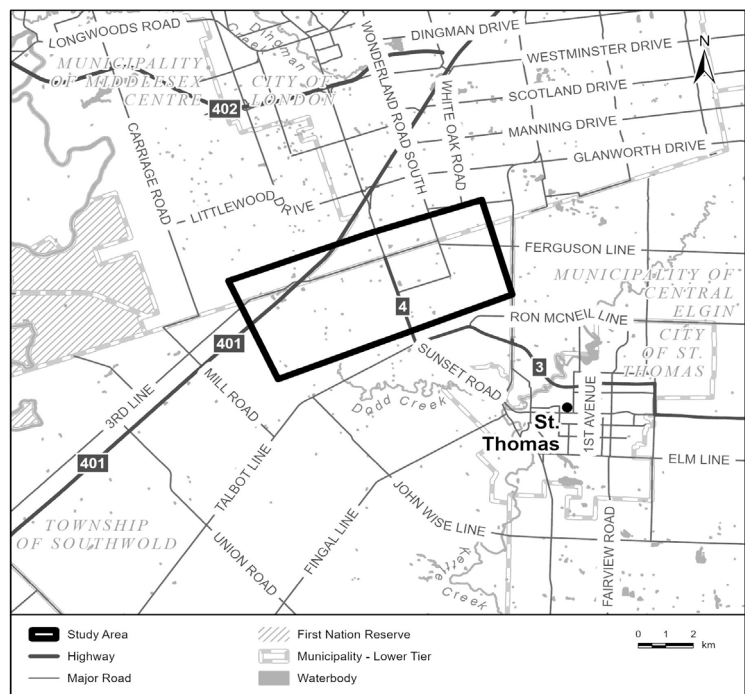 LONGWOODS ROAD
Dingman
Creek
DINGMAN DRIVE
WONDERLAND ROAD SOUTH
WESTMINSTER DRIVE
N
MUNICIPALITY
OF MIDDLESEX
CENTRE
CITY OF
LONDON
WHITE OAK ROAD
SCOTLAND DRIVE
402
MANNING DRIVE
CARRIAGE ROAD
GLANWORTH DRIVE
LITTLEWOOD DRIVE
FERGUSON LINE
MUNICIPALITY OF
CENTRAL
ELGIN
4
RON MCNEIL LINE
CITY
OF ST.
THOMAS
401
SUNSET ROAD
3
3RD LINE
MILL ROAD
Dodd Creek
1ST AVENUE
St.
Thomas
401
TALBOT LINE
ELM LINE
JOHN WISE LINE
TOWNSHIP
OF SOUTHWOLD
FINGAL LINE
UNION ROAD
Kettle
Creek
FAIRVIEW ROAD
Study Area
Highway
Major Road
First Nation Reserve
Municipality - Lower Tier
Waterbody
0 1 2
km